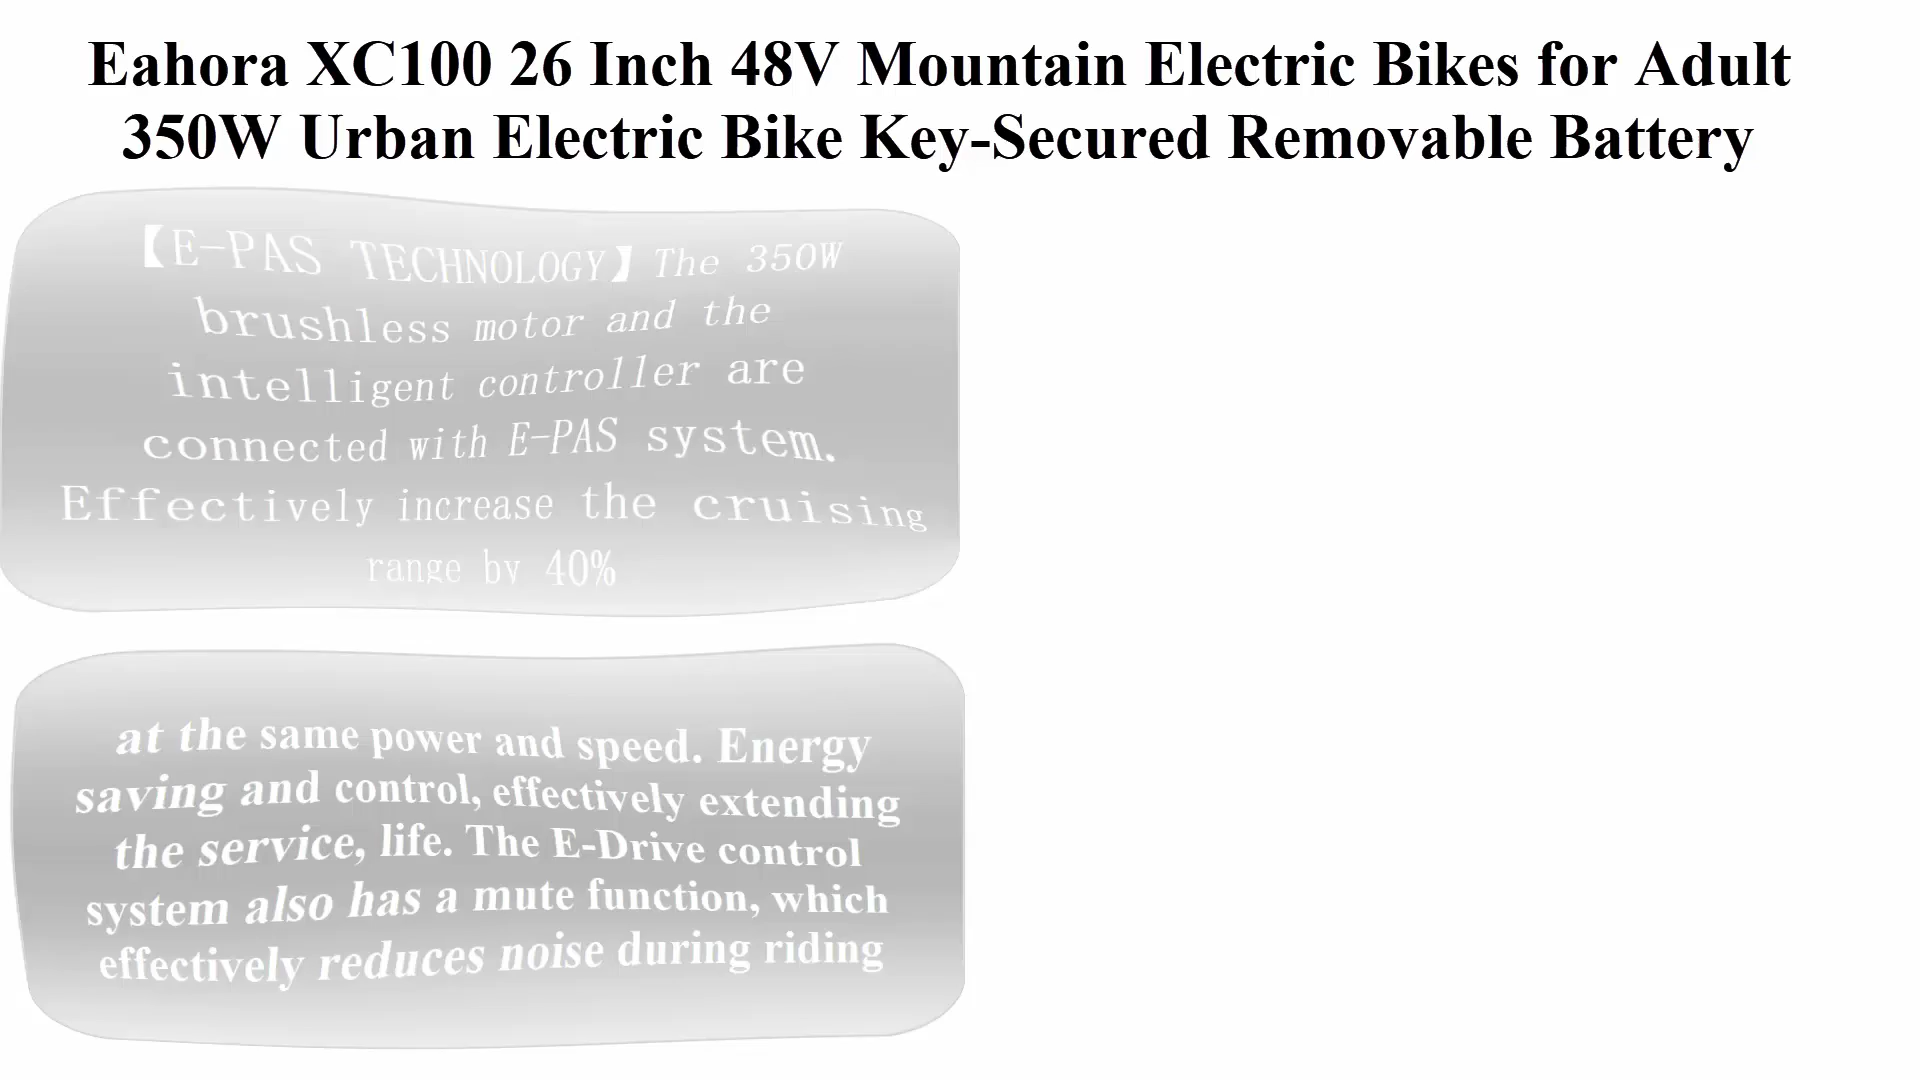 Eahora XC100 26 Inch 48V Mountain Electric Bikes for Adult
350W Urban Electric Bike Key-Secured Removable Battery
【E-PAS TECHNOLOGY】The 350W
brushless motor and the
intelligent controller are
connected with E-PAS system.
Effectively increase the cruising
range by 40%
at the same power and speed. Energy
saving and control, effectively extending
the service, life. The E-Drive control
system also has a mute function, which
effectively reduces noise during riding